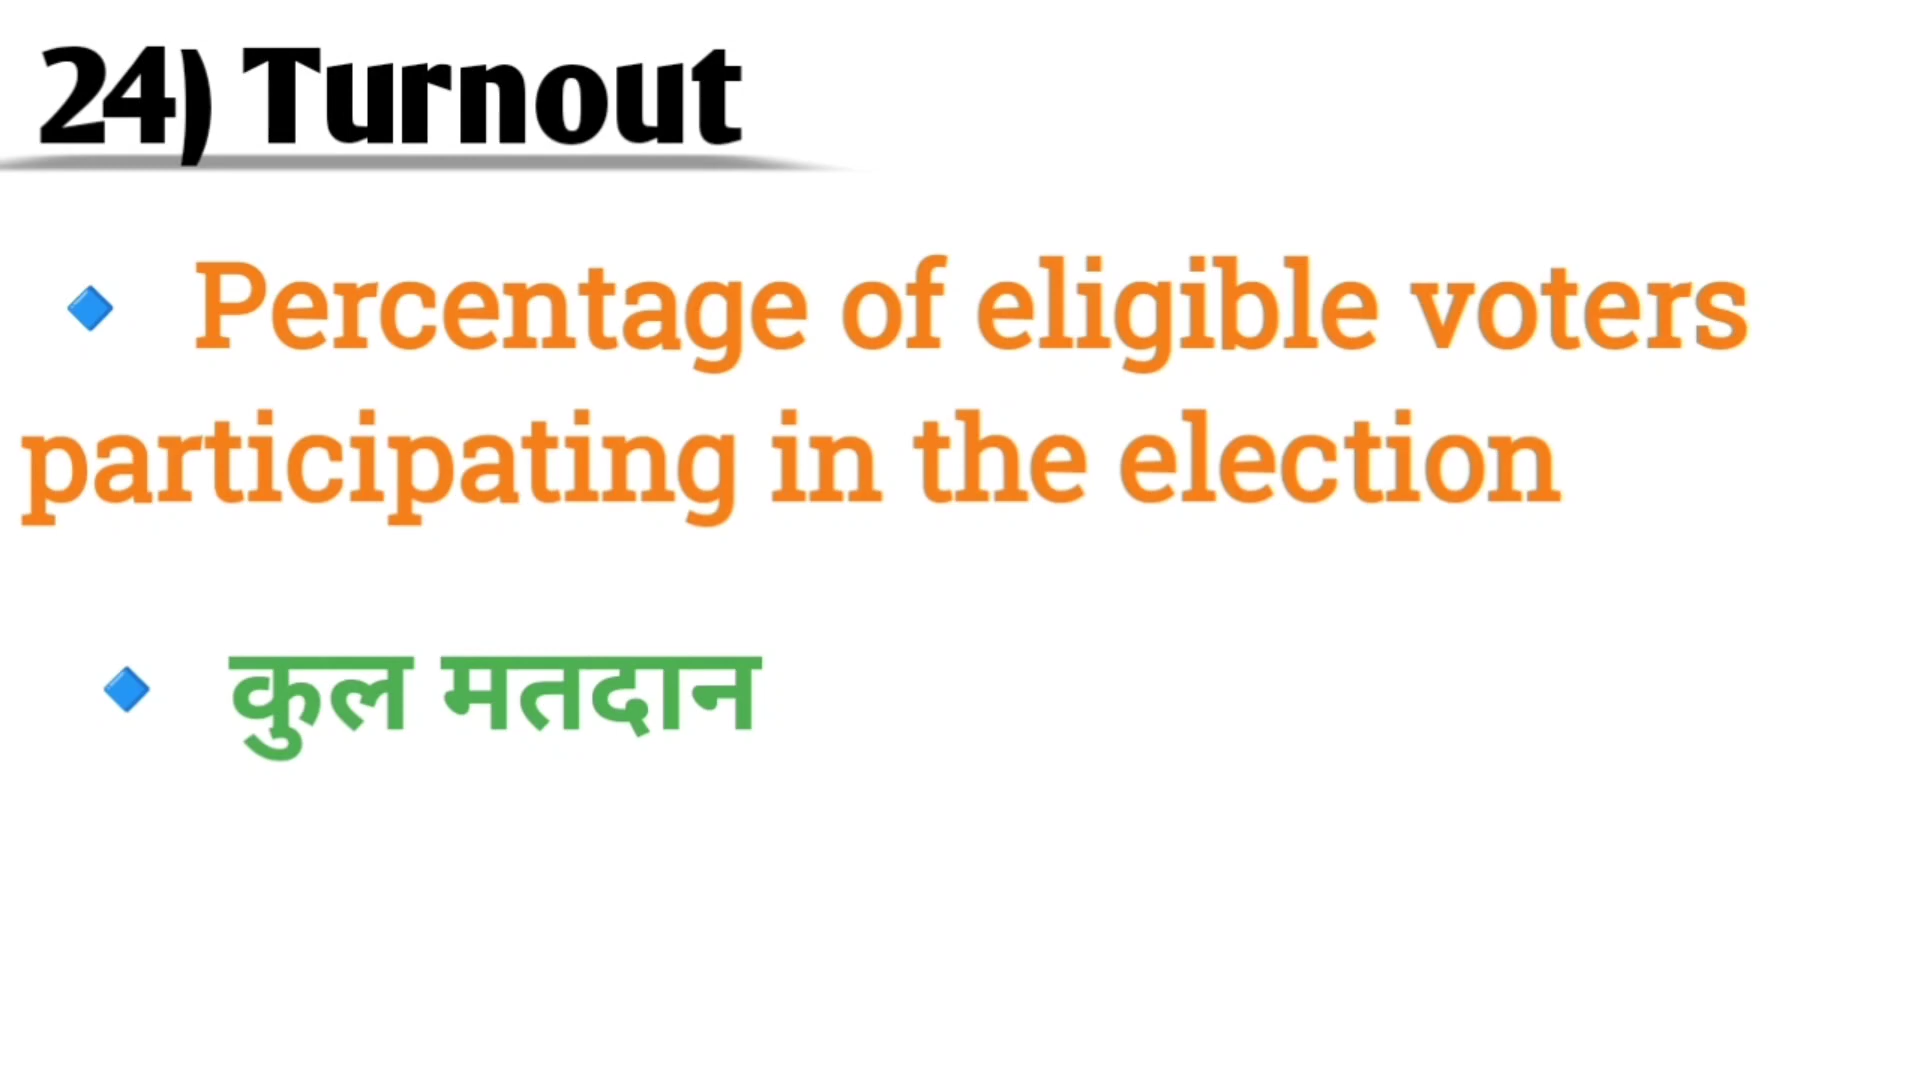 24) Turnout
🔹 Percentage of eligible voters
participating in the election
🔹 कुल मतदान